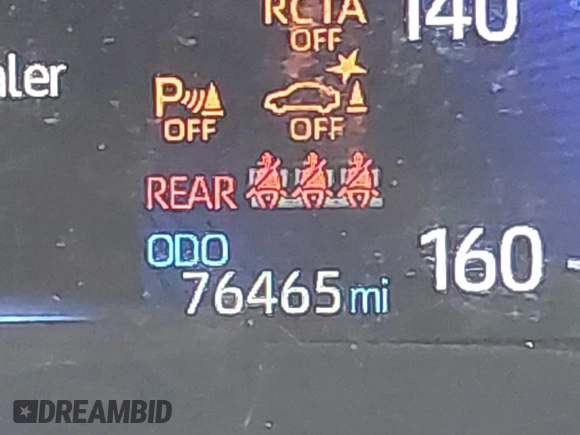 RCTA
140
OFF
aler
P
OFF
OFF
REAR
ODO
160
76465 mi
DREAMBID